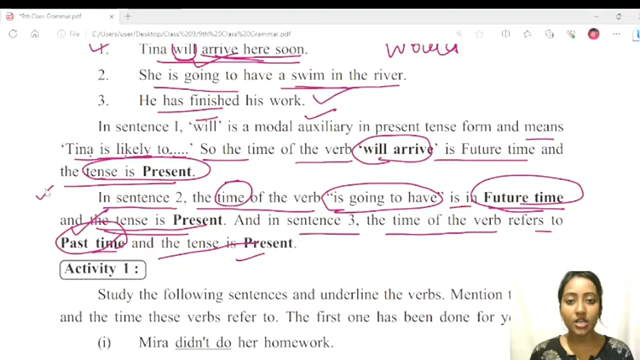 *9th Class Grammar.pdf
File
C:/Users/user/Desktop/Class%209/9th%20Class%20Grammar.pdf
1. Tina will arrive here soon. would
2. She is going to have a swim in the river.
3. He has finished his work.
In sentence 1, 'will' is a modal auxiliary in present tense form and means
'Tina is likely to.....' So the time of the verb 'will arrive' is Future time and
the tense is Present.
In sentence 2, the time of the verb "is going to have" is in Future time
and the tense is Present. And in sentence 3, the time of the verb refers to
Past time and the tense is Present.
Activity 1 :
Study the following sentences and underline the verbs. Mention
and the time these verbs refer to. The first one has been done for
(i) Mira didn't do her homework.